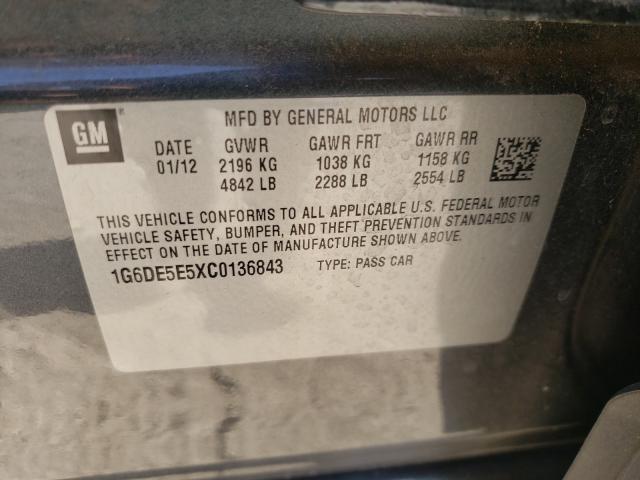 GM
MFD BY GENERAL MOTORS LLC
DATE GVWR GAWR FRT GAWR RR
01/12 2196 KG 1038 KG 1158 KG
4842 LB 2288 LB 2554 LB
THIS VEHICLE CONFORMS TO ALL APPLICABLE U.S. FEDERAL MOTOR
VEHICLE SAFETY, BUMPER, AND THEFT PREVENTION STANDARDS IN
EFFECT ON THE DATE OF MANUFACTURE SHOWN ABOVE.
1G6DE5E5XC0136843 TYPE: PASS CAR